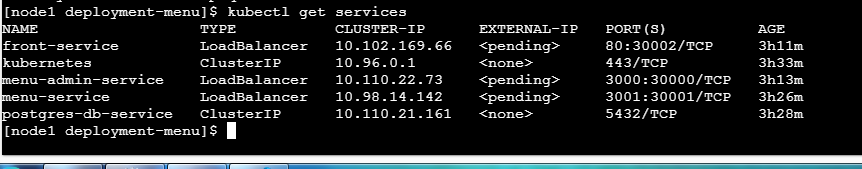 [node1 deployment-menu]$ kubectl get services
NAME TYPE CLUSTER-IP EXTERNAL-IP PORT(S) AGE
front-service LoadBalancer 10.102.169.66 <pending> 80:30002/TCP 3h11m
kubernetes ClusterIP 10.96.0.1 <none> 443/TCP 3h33m
menu-admin-service LoadBalancer 10.110.22.73 <pending> 3000:30000/TCP 3h13m
menu-service LoadBalancer 10.98.14.142 <pending> 3001:30001/TCP 3h26m
postgres-db-service ClusterIP 10.110.21.161 <none> 5432/TCP 3h28m
[node1 deployment-menu]$